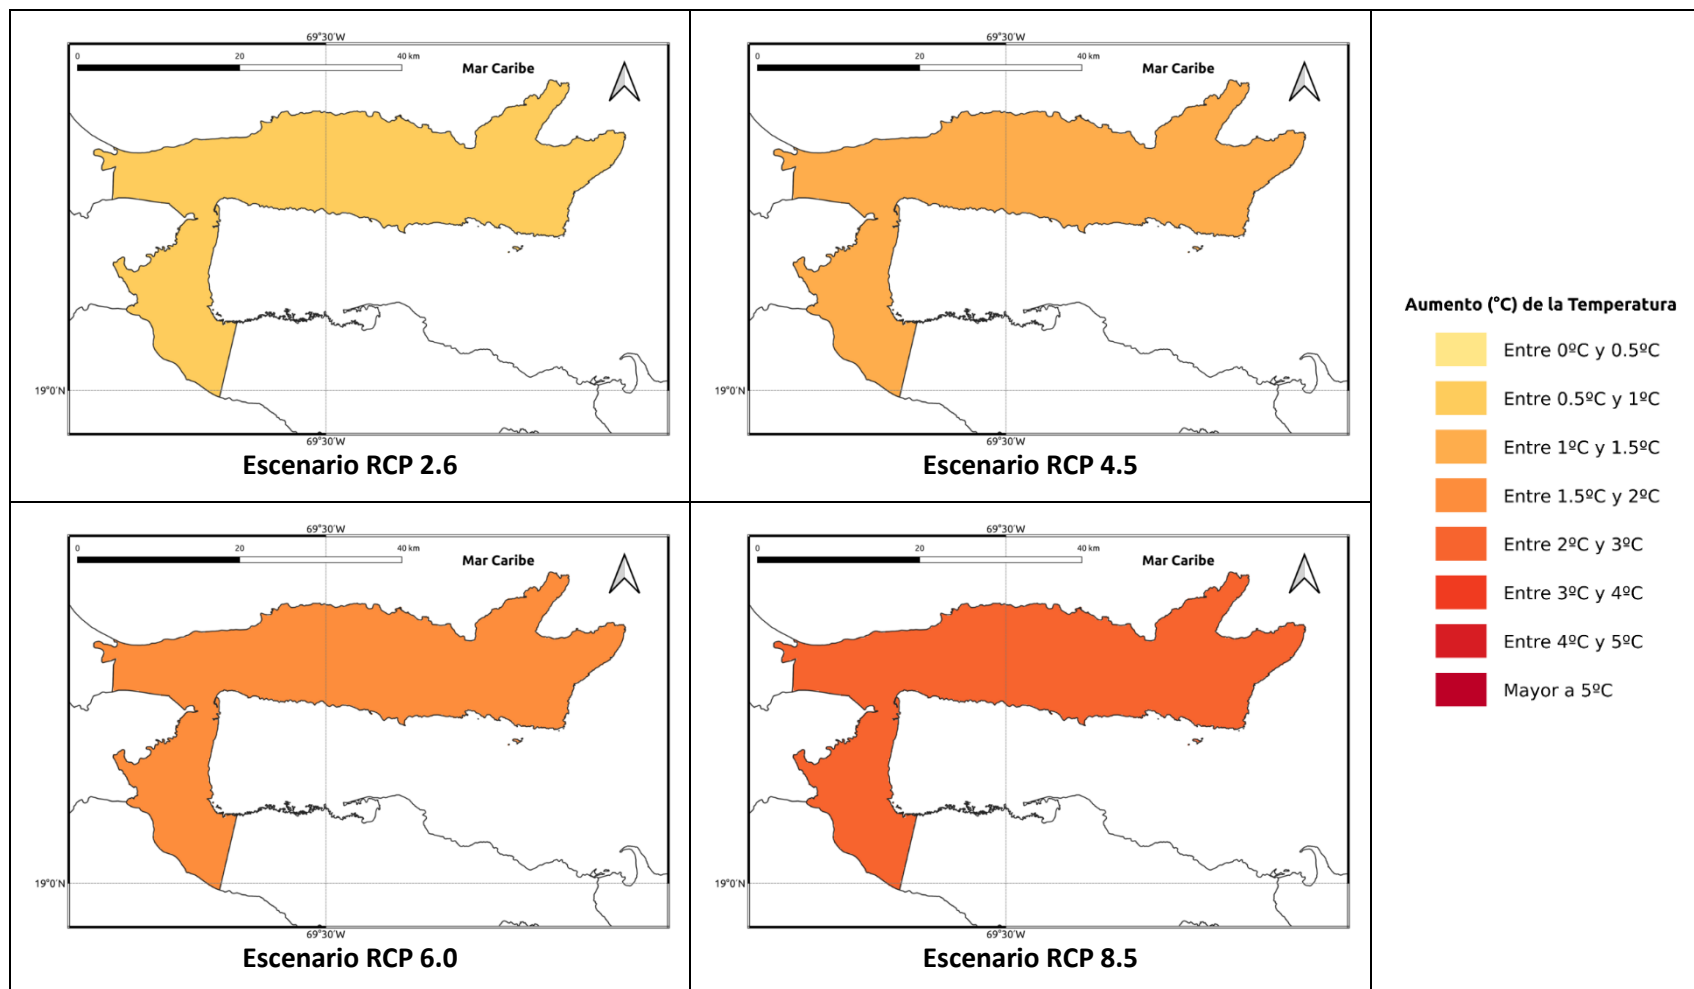 69°30'W
0 20 40 km
Mar Caribe
19°0'N
69°30'W
Escenario RCP 2.6
69°30'W
0 20 40 km
Mar Caribe
19°0'N
69°30'W
Escenario RCP 4.5
69°30'W
0 20 40 km
Mar Caribe
19°0'N
69°30'W
Escenario RCP 6.0
69°30'W
0 20 40 km
Mar Caribe
19°0'N
69°30'W
Escenario RCP 8.5
Aumento (°C) de la Temperatura
Entre 0ºC y 0.5ºC
Entre 0.5ºC y 1ºC
Entre 1ºC y 1.5ºC
Entre 1.5ºC y 2ºC
Entre 2ºC y 3ºC
Entre 3ºC y 4ºC
Entre 4ºC y 5ºC
Mayor a 5ºC